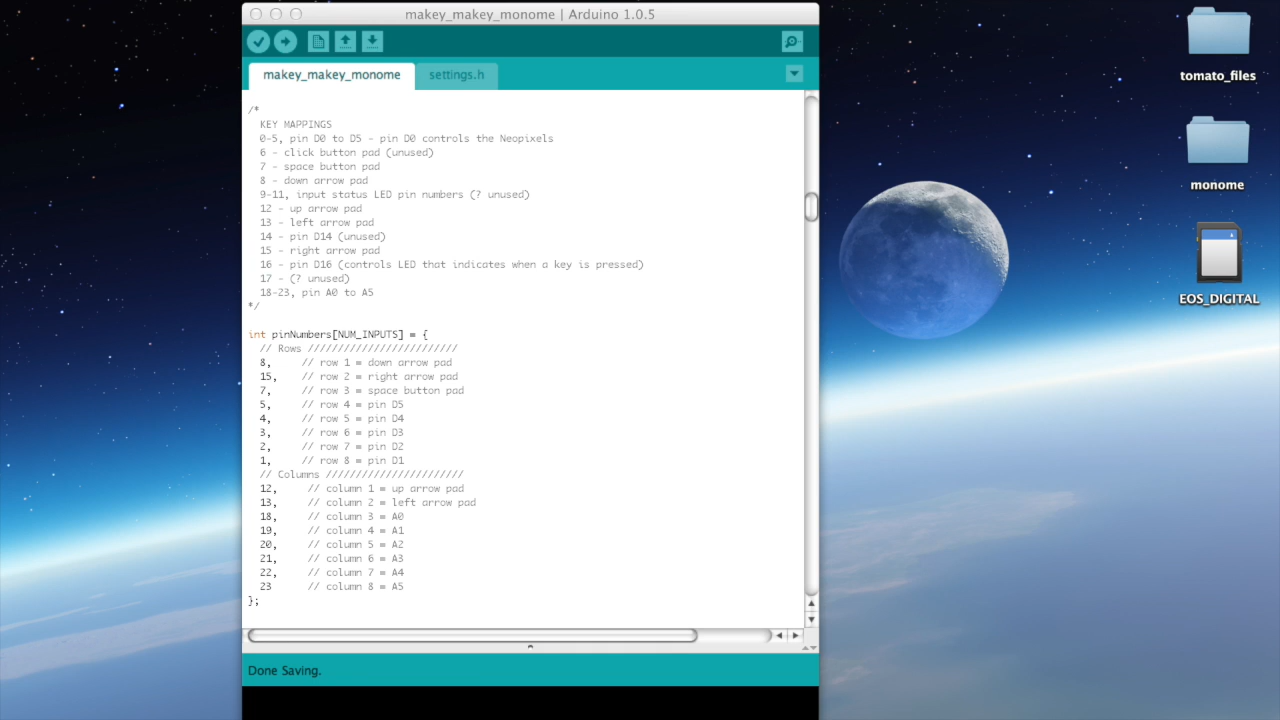 makey_makey_monome | Arduino 1.0.5
makey_makey_monome
settings.h
/*
KEY MAPPINGS
0-5, pin D0 to D5 - pin D0 controls the Neopixels
6 - click button pad (unused)
7 - space button pad
8 - down arrow pad
9-11, input status LED pin numbers (? unused)
12 - up arrow pad
13 - left arrow pad
14 - pin D14 (unused)
15 - right arrow pad
16 - pin D16 (controls LED that indicates when a key is pressed)
17 - (? unused)
18-23, pin A0 to A5
*/
int pinNumbers[NUM_INPUTS] = {
// Rows /////////////////////////
8, // row 1 = down arrow pad
15, // row 2 = right arrow pad
7, // row 3 = space button pad
5, // row 4 = pin D5
4, // row 5 = pin D4
3, // row 6 = pin D3
2, // row 7 = pin D2
1, // row 8 = pin D1
// Columns ///////////////////////
12, // column 1 = up arrow pad
13, // column 2 = left arrow pad
18, // column 3 = A0
19, // column 4 = A1
20, // column 5 = A2
21, // column 6 = A3
22, // column 7 = A4
23 // column 8 = A5
};
Done Saving.
tomato_files
monome
EOS_DIGITAL